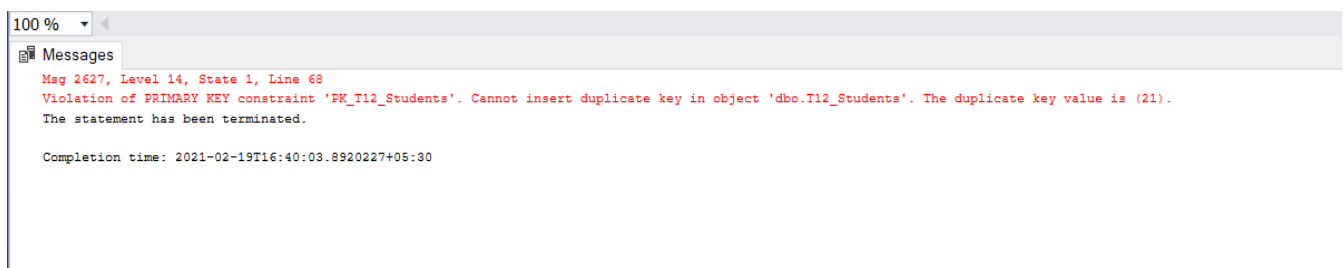 100 %
Messages
Msg 2627, Level 14, State 1, Line 68
Violation of PRIMARY KEY constraint 'PK_T12_Students'. Cannot insert duplicate key in object 'dbo.T12_Students'. The duplicate key value is (21).
The statement has been terminated.
Completion time: 2021-02-19T16:40:03.8920227+05:30